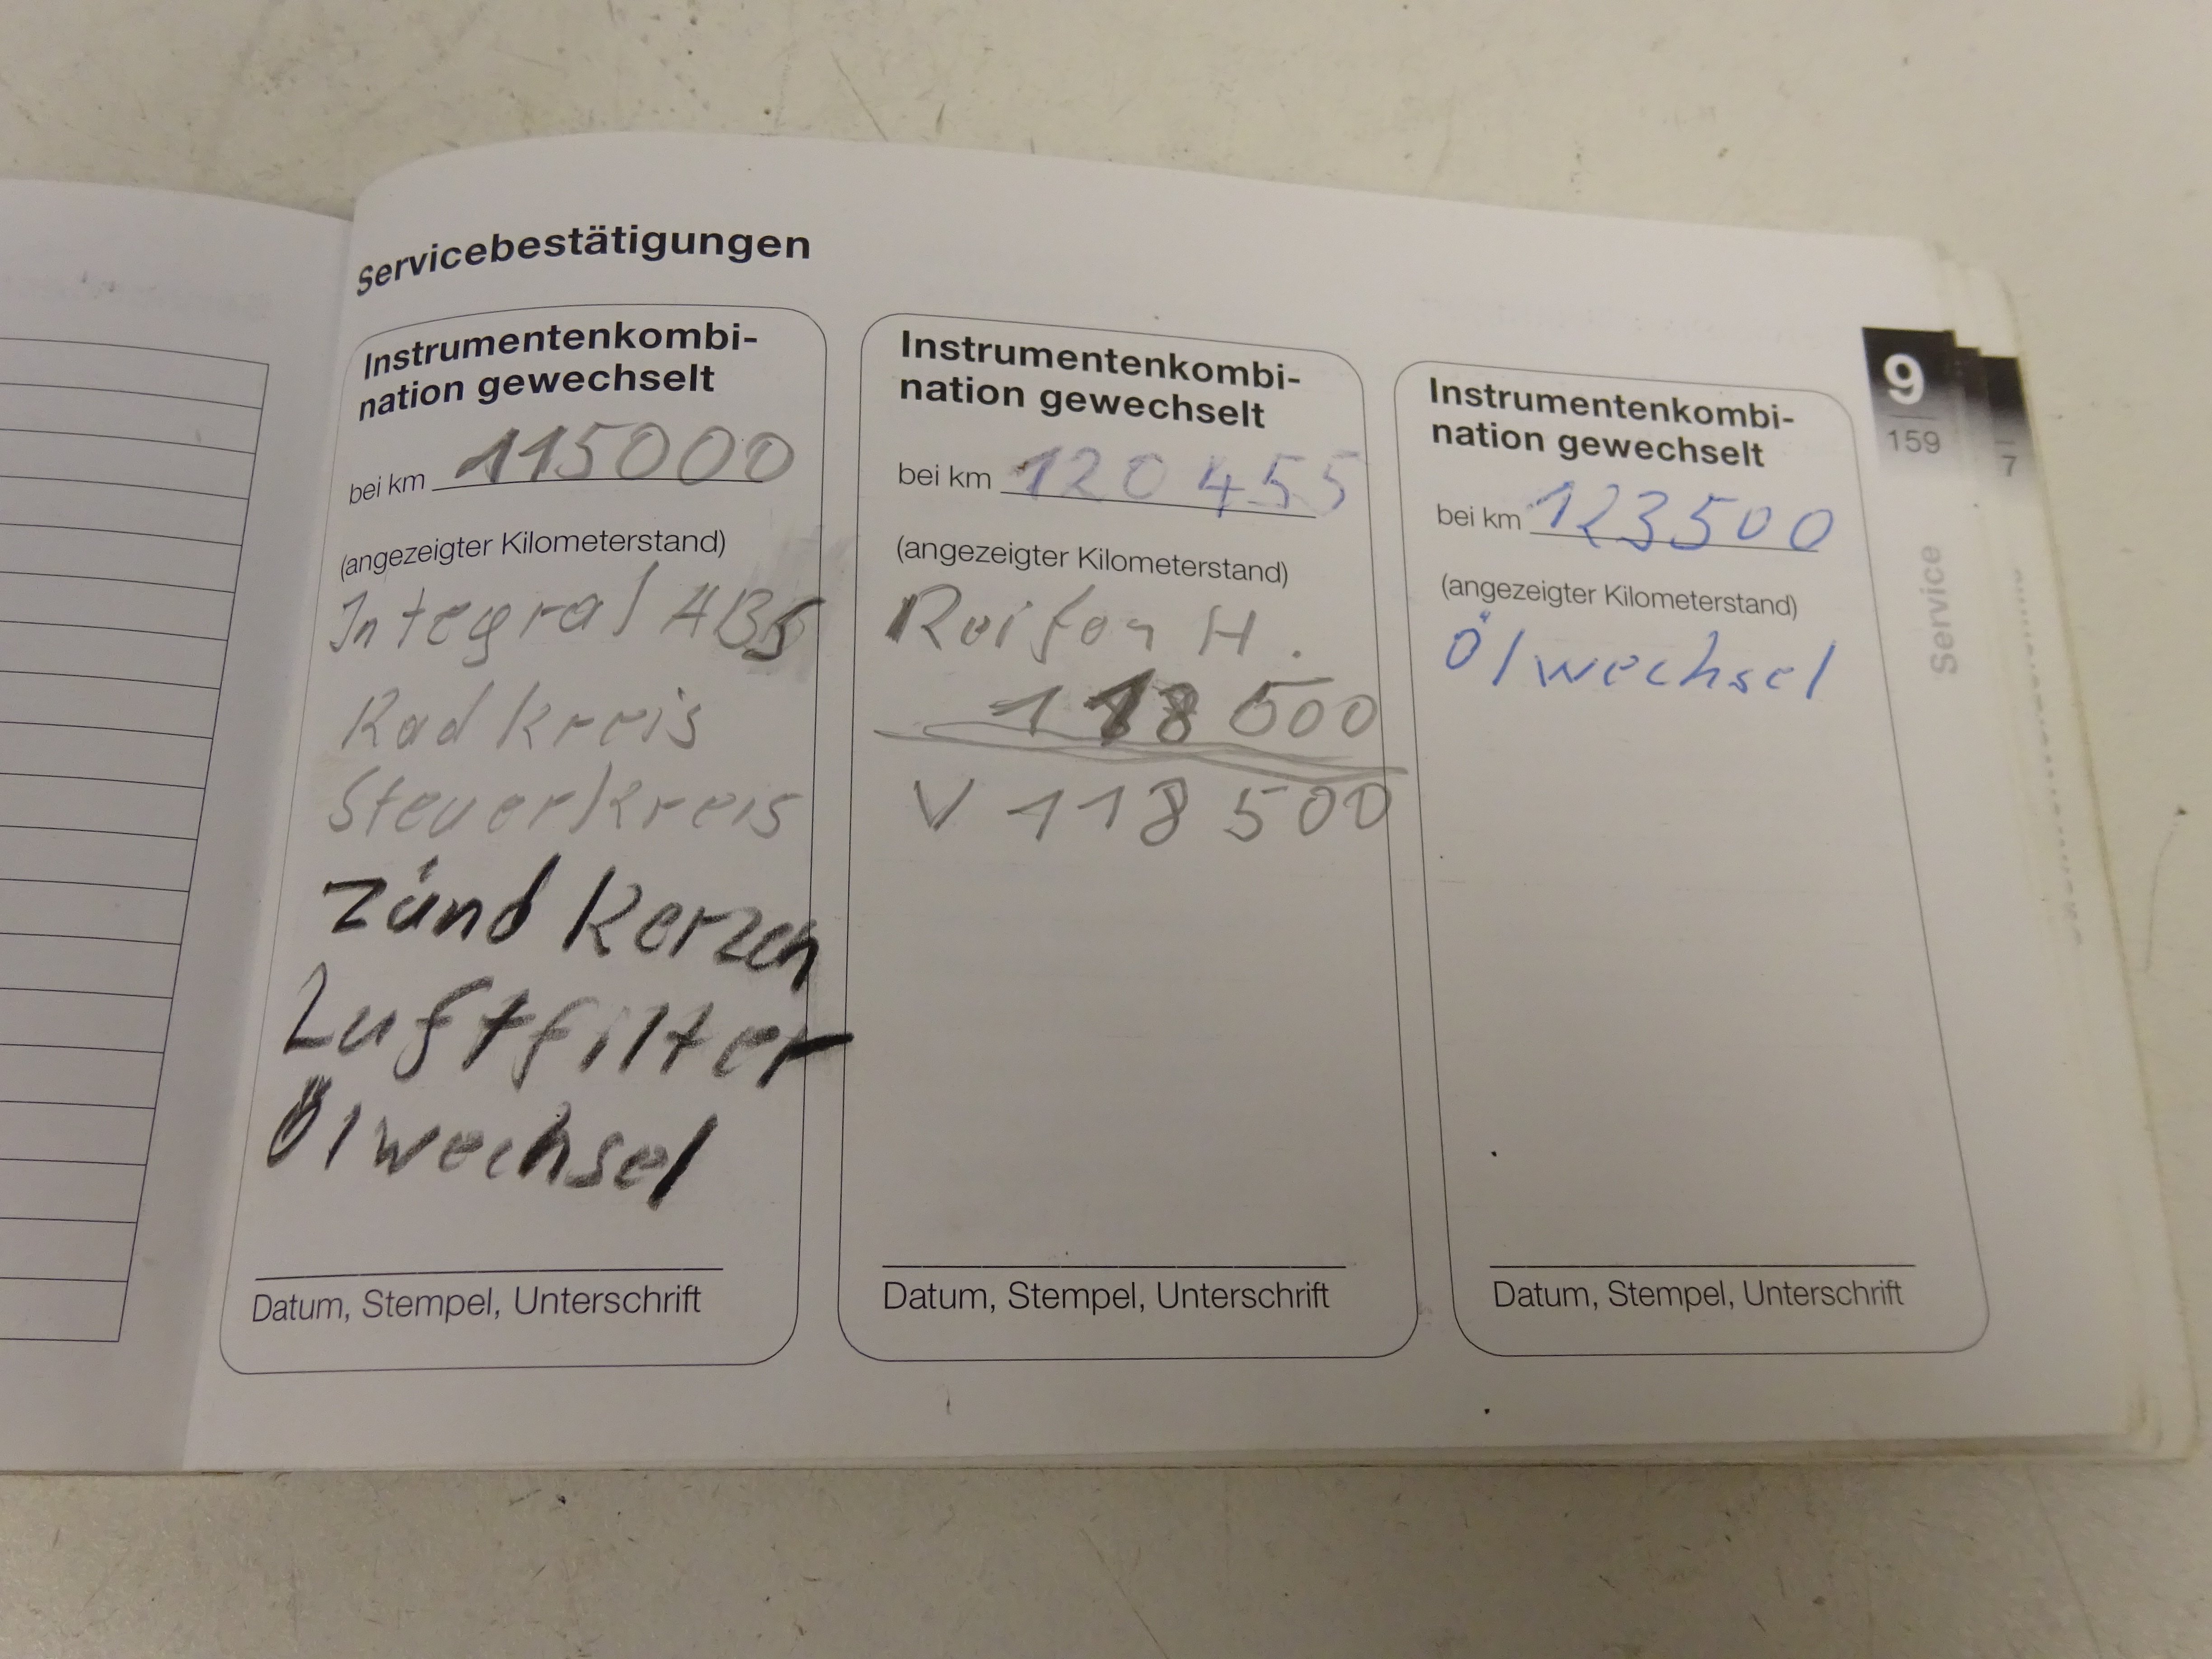 Servicebestätigungen
Instrumentenkombi-
nation gewechselt
bei km 115000
(angezeigter Kilometerstand)
Integral ABS
Radkreis
Steuerkreis
Zündkerzen
Luftfilter
Ölwechsel
Datum, Stempel, Unterschrift
Instrumentenkombi-
nation gewechselt
bei km 120455
(angezeigter Kilometerstand)
Reifen H.
118500
V 118500
Datum, Stempel, Unterschrift
Instrumentenkombi-
nation gewechselt
bei km 123500
(angezeigter Kilometerstand)
Ölwechsel
Datum, Stempel, Unterschrift
9
159
Service
7